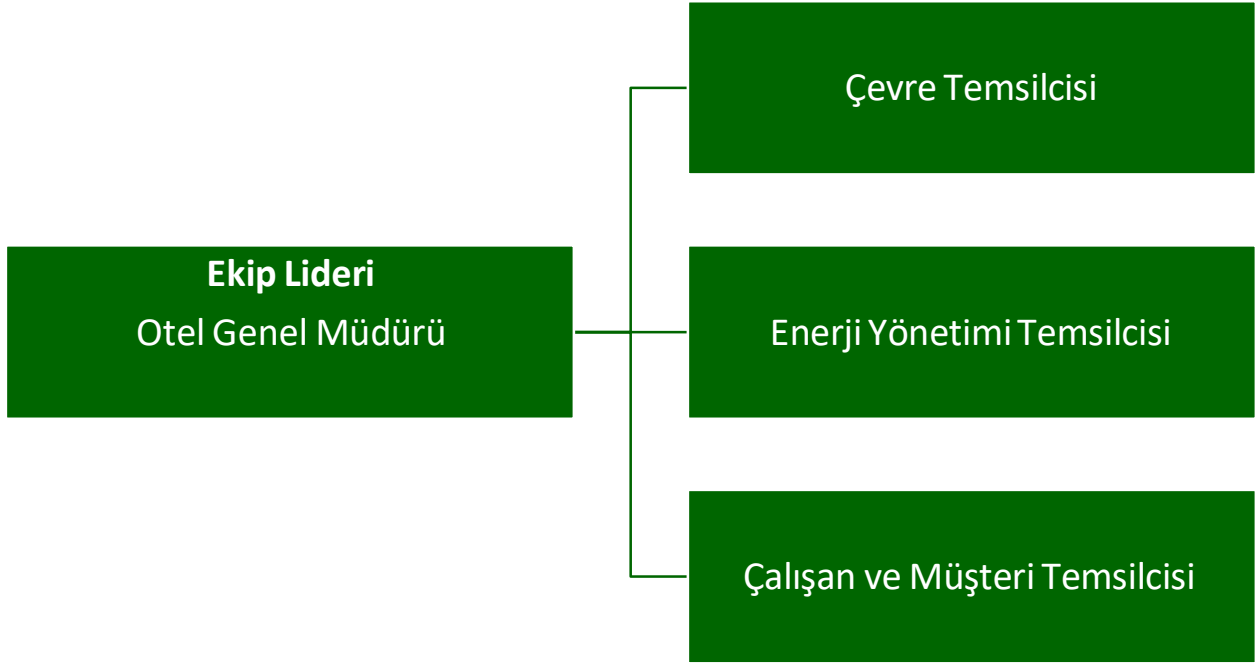 Çevre Temsilcisi
Ekip Lideri
Otel Genel Müdürü
Enerji Yönetimi Temsilcisi
Çalışan ve Müşteri Temsilcisi